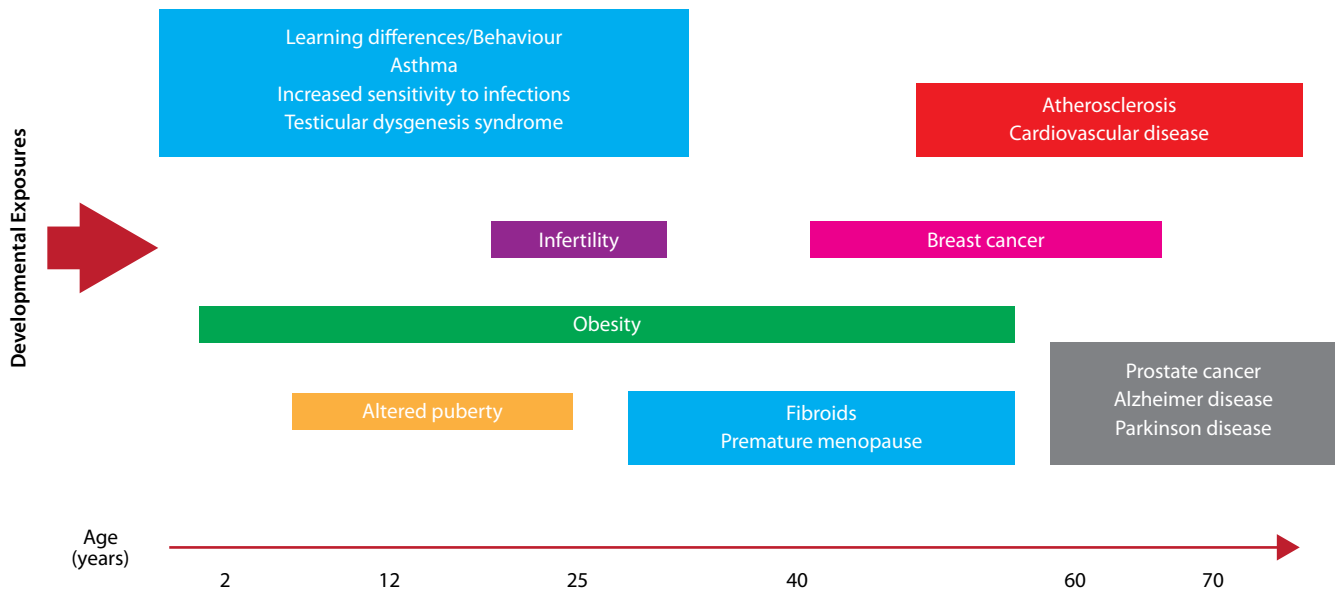 Developmental Exposures
Learning differences/Behaviour
Asthma
Increased sensitivity to infections
Testicular dysgenesis syndrome
Atherosclerosis
Cardiovascular disease
Infertility
Breast cancer
Obesity
Altered puberty
Fibroids
Premature menopause
Prostate cancer
Alzheimer disease
Parkinson disease
Age
(years)
2
12
25
40
60
70